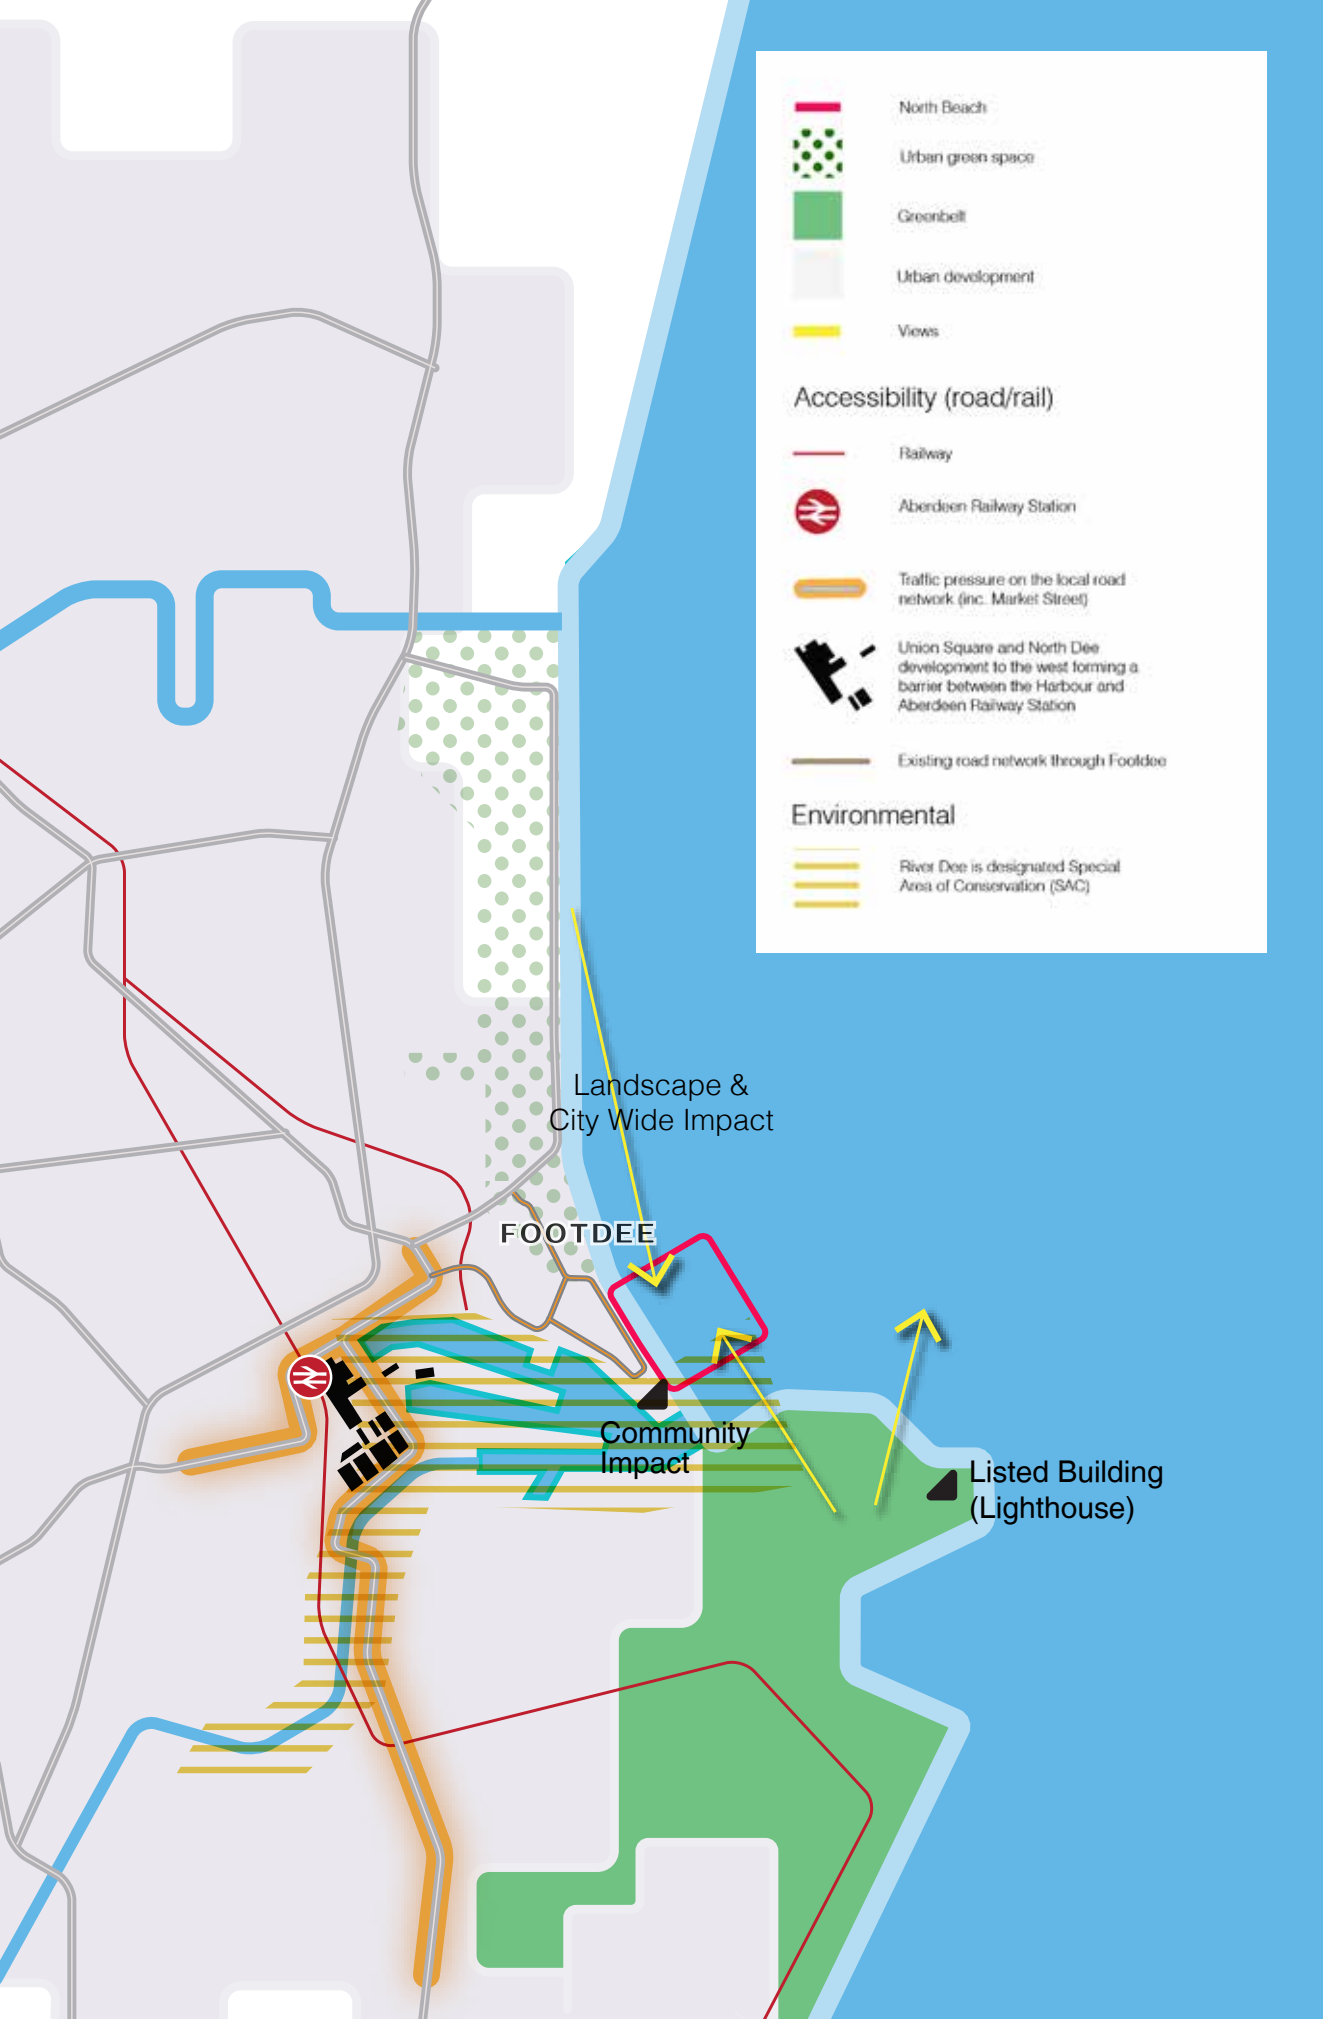 North Beach
Urban green space
Greenbelt
Urban development
Views
Accessibility (road/rail)
Railway
Aberdeen Railway Station
Traffic pressure on the local road
network (inc. Market Street)
Union Square and North Dee
development to the west forming a
barrier between the Harbour and
Aberdeen Railway Station
Existing road network through Footdee
Environmental
River Dee is designated Special
Area of Conservation (SAC)
Landscape &
City Wide Impact
FOOTDEE
Community
Impact
Listed Building
(Lighthouse)